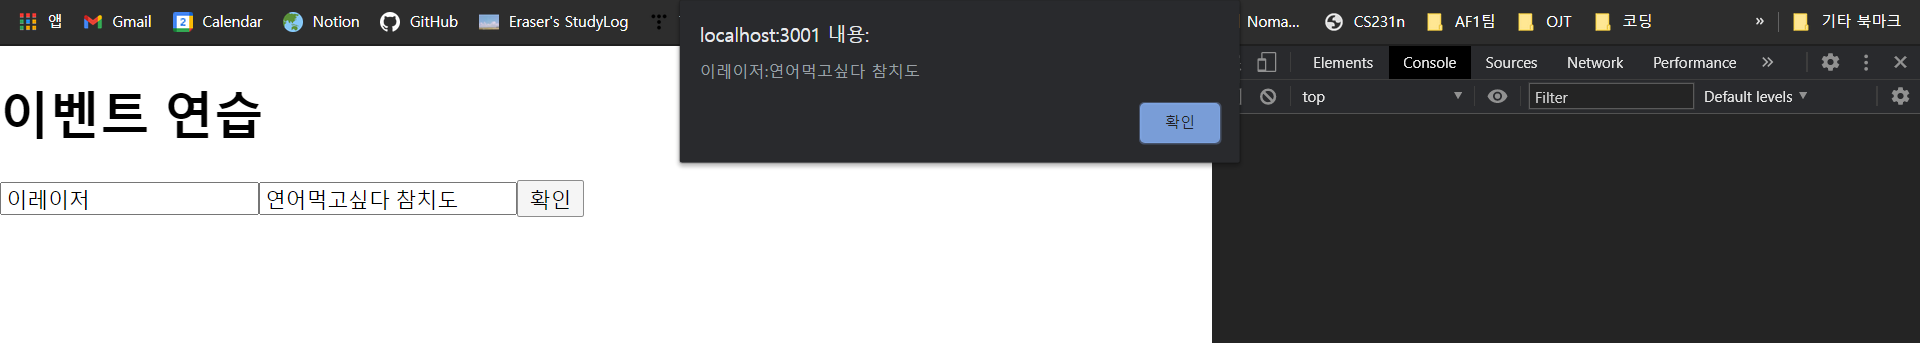 앱 Gmail Calendar Notion GitHub Eraser's StudyLog Noma... CS231n AF1팀 OJT 코딩 » 기타 북마크
localhost:3001 내용:
이레이저:연어먹고싶다 참치도
확인
Elements Console Sources Network Performance »
top Filter Default levels
이벤트 연습
이레이저 연어먹고싶다 참치도 확인